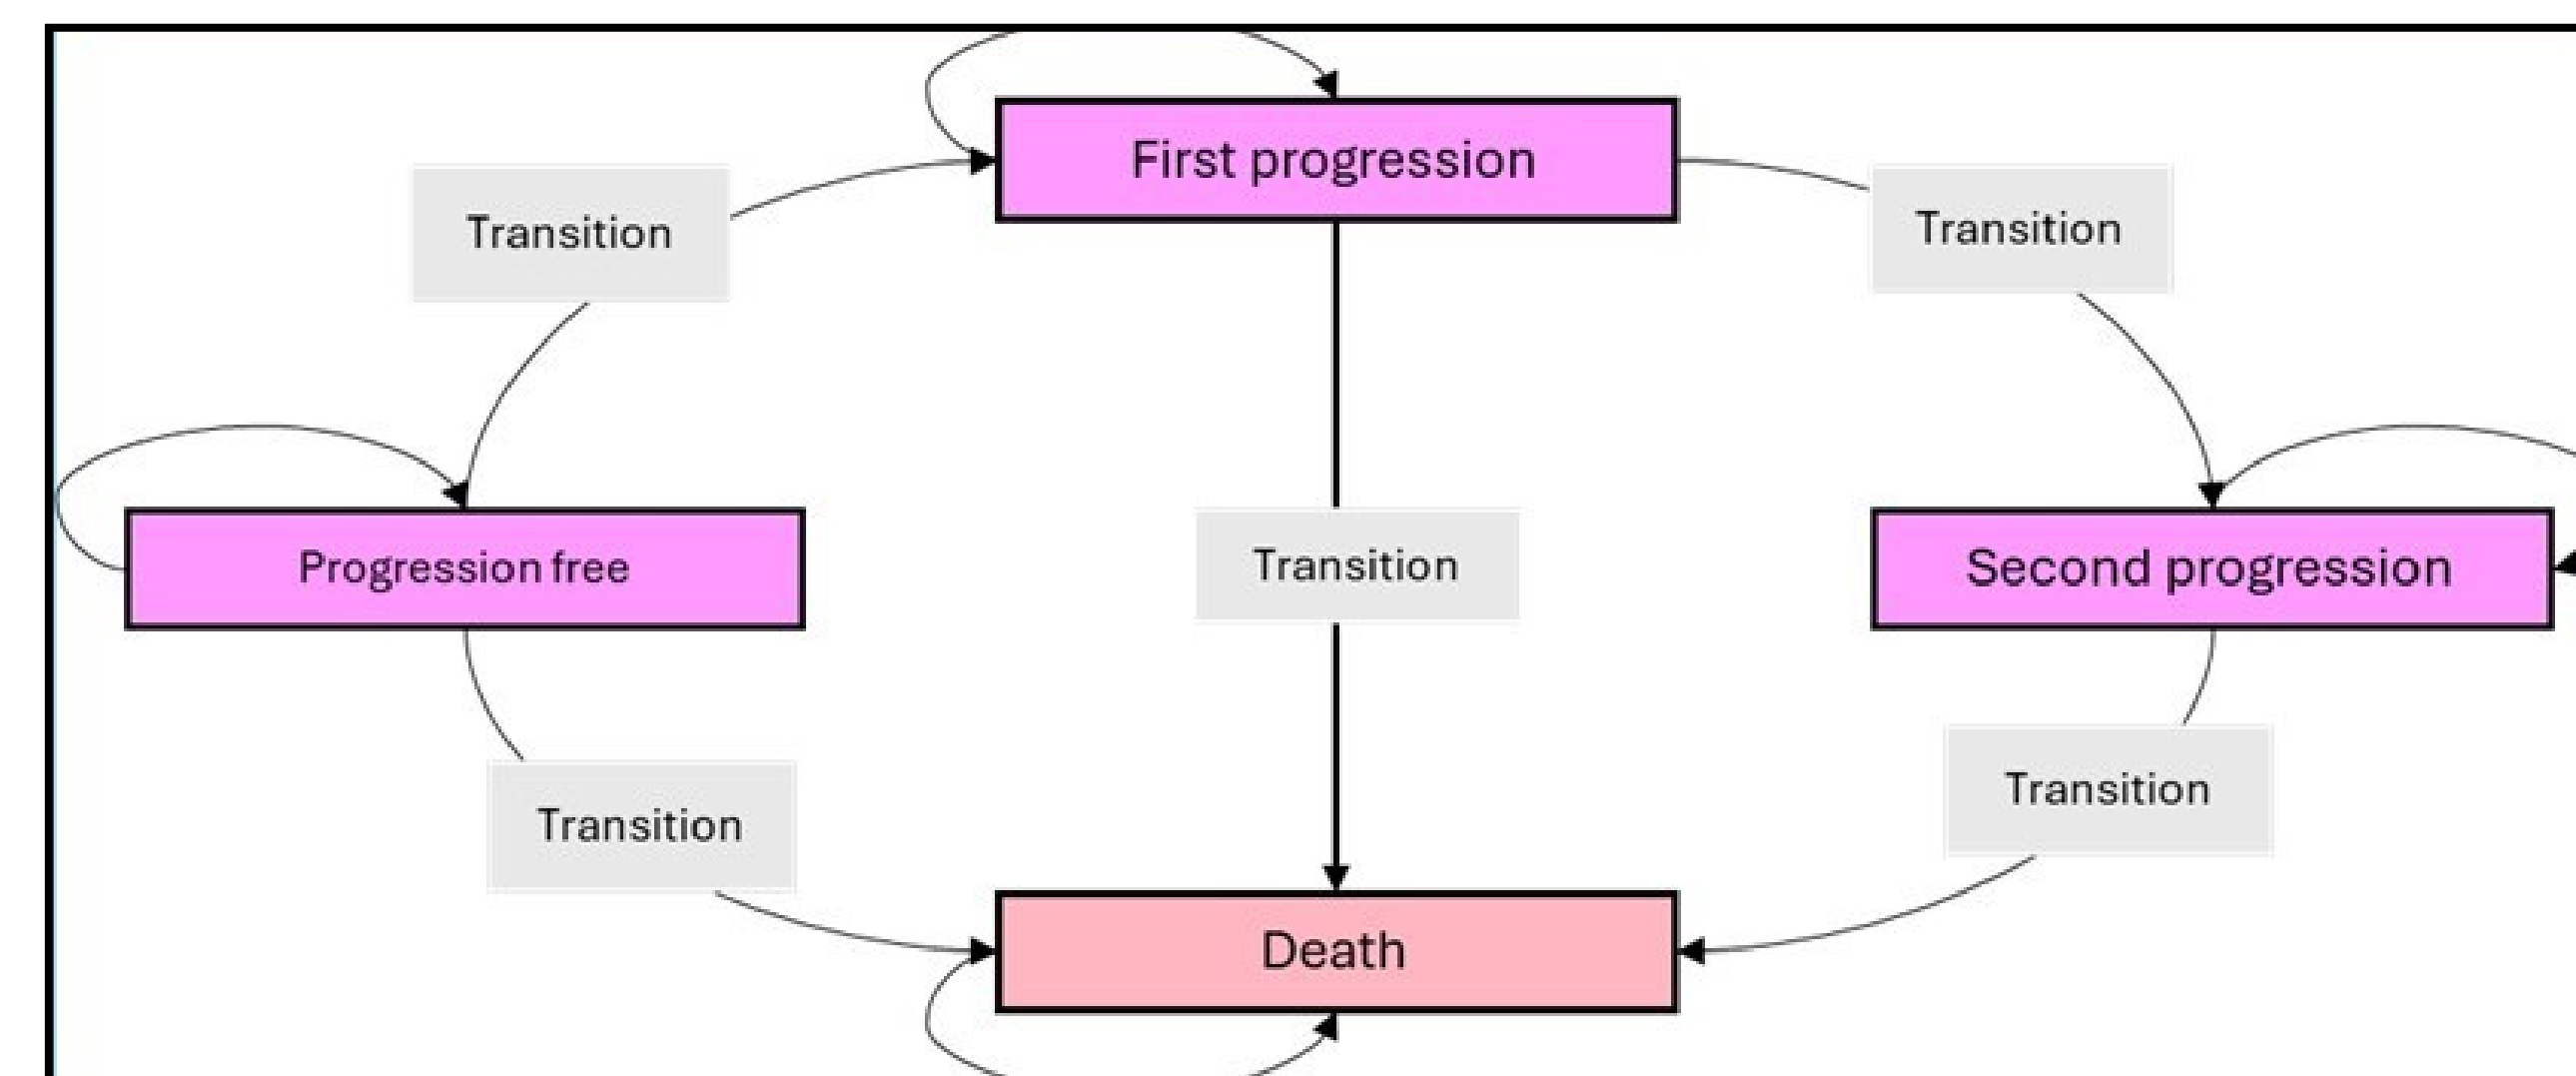 First progression
Transition
Transition
Progression free
Transition
Second progression
Transition
Transition
Death